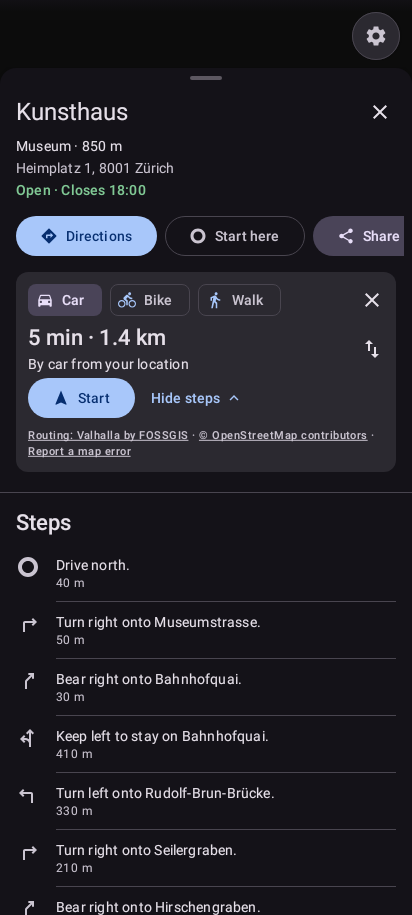 Kunsthaus
Museum · 850 m
Heimplatz 1, 8001 Zürich
Open · Closes 18:00
Directions
Start here
Share
Car
Bike
Walk
5 min · 1.4 km
By car from your location
Start
Hide steps
Routing: Valhalla by FOSSGIS · © OpenStreetMap contributors ·
Report a map error
Steps
Drive north.
40 m
Turn right onto Museumstrasse.
50 m
Bear right onto Bahnhofquai.
30 m
Keep left to stay on Bahnhofquai.
410 m
Turn left onto Rudolf-Brun-Brücke.
330 m
Turn right onto Seilergraben.
210 m
Bear right onto Hirschengraben.